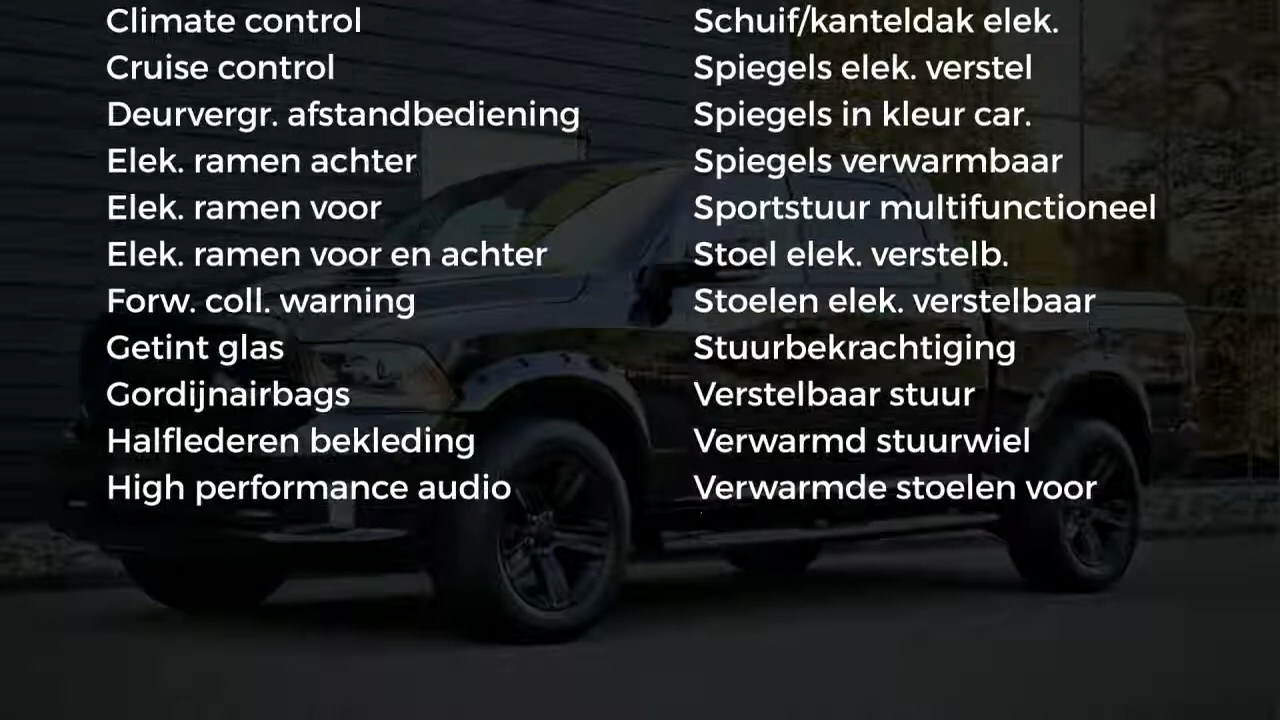 Climate control
Cruise control
Deurvergr. afstandbediening
Elek. ramen achter
Elek. ramen voor
Elek. ramen voor en achter
Forw. coll. warning
Getint glas
Gordijnairbags
Halflederen bekleding
High performance audio
Schuif/kanteldak elek.
Spiegels elek. verstel
Spiegels in kleur car.
Spiegels verwarmbaar
Sportstuur multifunctioneel
Stoel elek. verstelb.
Stoelen elek. verstelbaar
Stuurbekrachtiging
Verstelbaar stuur
Verwarmd stuurwiel
Verwarmde stoelen voor